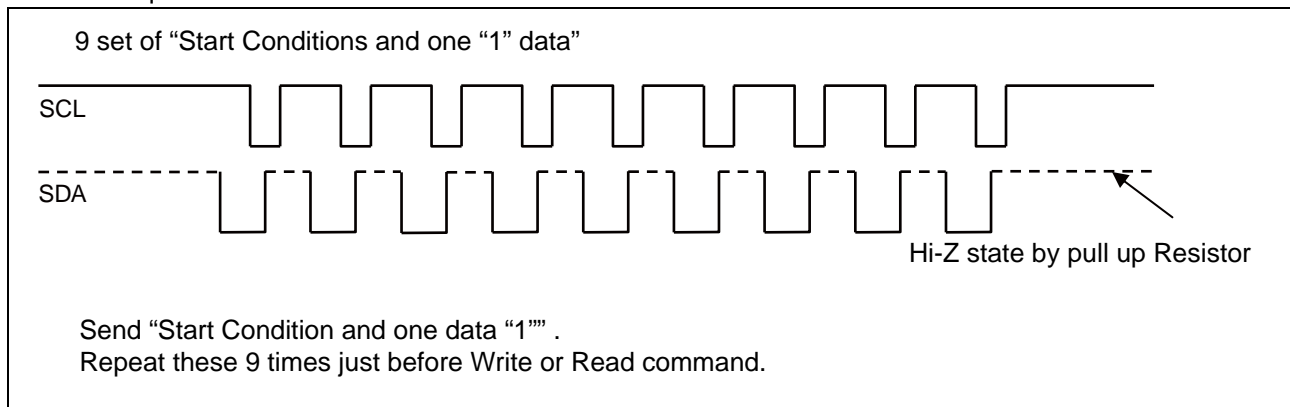 9 set of “Start Conditions and one “1” data”
SCL
SDA
Hi-Z state by pull up Resistor
Send “Start Condition and one data “1”” .
Repeat these 9 times just before Write or Read command.